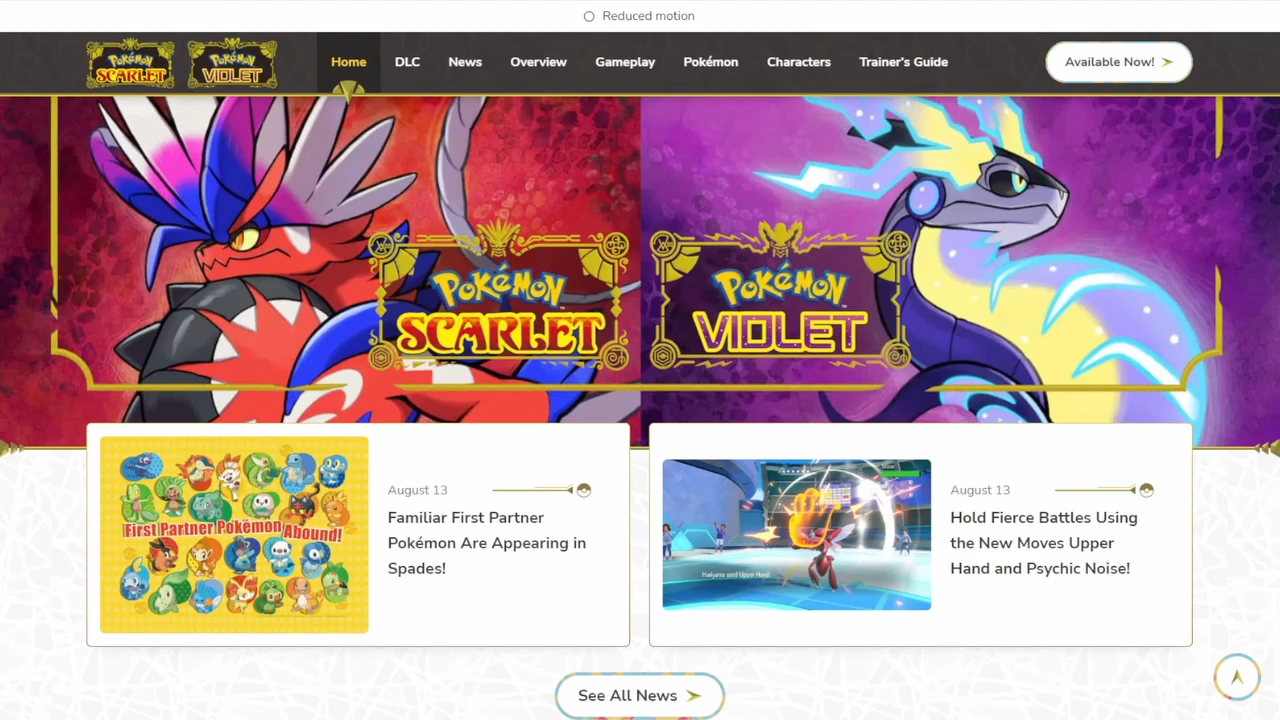 Reduced motion
POKéMON SCARLET
POKéMON VIOLET
Home
DLC
News
Overview
Gameplay
Pokémon
Characters
Trainer's Guide
Available Now!
POKéMON
SCARLET
POKéMON
VIOLET
First Partner Pokémon Abound!
August 13
Familiar First Partner
Pokémon Are Appearing in
Spades!
August 13
Hold Fierce Battles Using
the New Moves Upper
Hand and Psychic Noise!
See All News